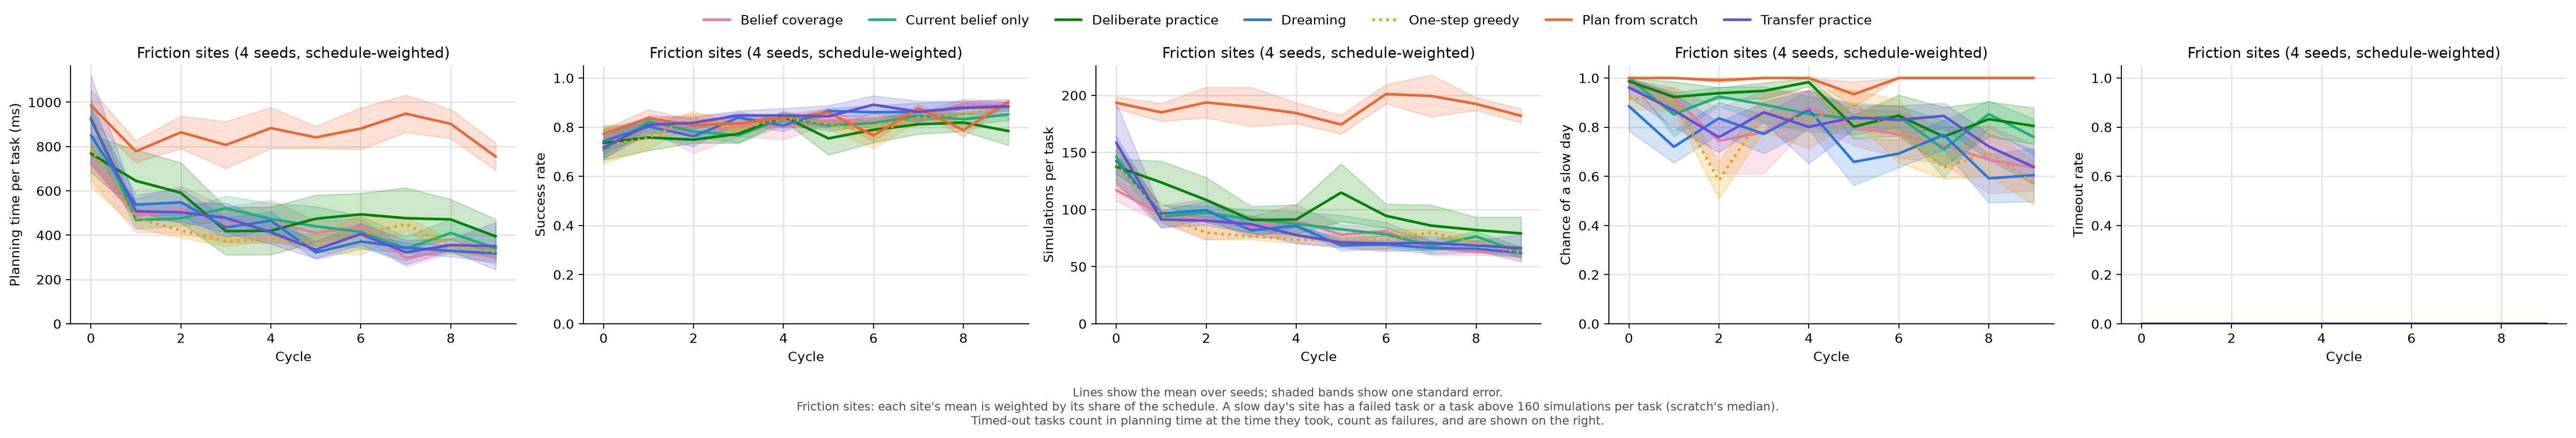 Belief coverage
Current belief only
Deliberate practice
Dreaming
One-step greedy
Plan from scratch
Transfer practice
Friction sites (4 seeds, schedule-weighted)
Planning time per task (ms)
1000
800
600
400
200
0
0 2 4 6 8
Cycle
Friction sites (4 seeds, schedule-weighted)
Success rate
1.0
0.8
0.6
0.4
0.2
0.0
0 2 4 6 8
Cycle
Friction sites (4 seeds, schedule-weighted)
Simulations per task
200
150
100
50
0
0 2 4 6 8
Cycle
Friction sites (4 seeds, schedule-weighted)
Chance of a slow day
1.0
0.8
0.6
0.4
0.2
0.0
0 2 4 6 8
Cycle
Friction sites (4 seeds, schedule-weighted)
Timeout rate
1.0
0.8
0.6
0.4
0.2
0.0
0 2 4 6 8
Cycle
Lines show the mean over seeds; shaded bands show one standard error.
Friction sites: each site's mean is weighted by its share of the schedule. A slow day's site has a failed task or a task above 160 simulations per task (scratch's median).
Timed-out tasks count in planning time at the time they took, count as failures, and are shown on the right.